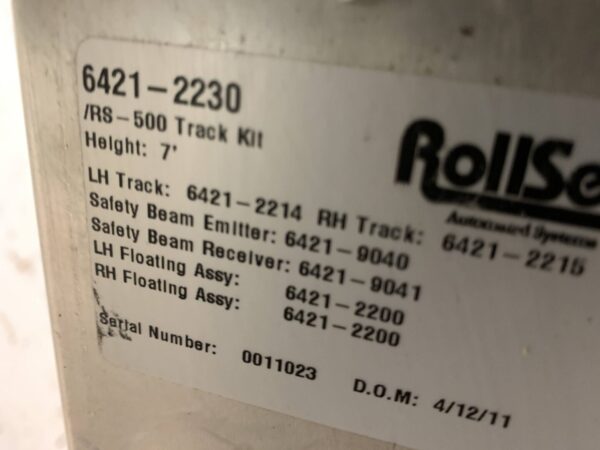 6421-2230
/RS-500 Track Kit
Height: 7'
RollSe
Automated Systems
LH Track: 6421-2214 RH Track: 6421-2215
Safety Beam Emitter: 6421-9040
Safety Beam Receiver: 6421-9041
LH Floating Assy: 6421-2200
RH Floating Assy: 6421-2200
Serial Number: 0011023 D.O.M: 4/12/11